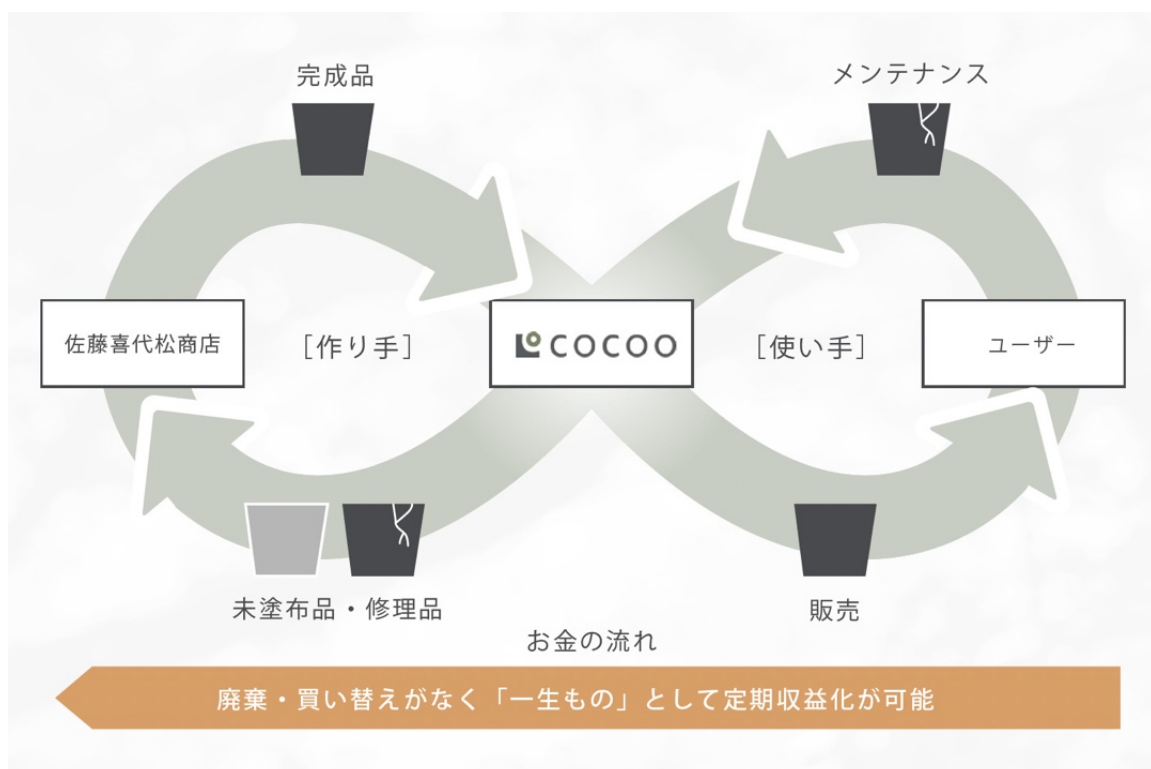 完成品
メンテナンス
佐藤喜代松商店
［作り手］
COCOO
［使い手］
ユーザー
未塗布品・修理品
販売
お金の流れ
廃棄・買い替えがなく「一生もの」として定期収益化が可能